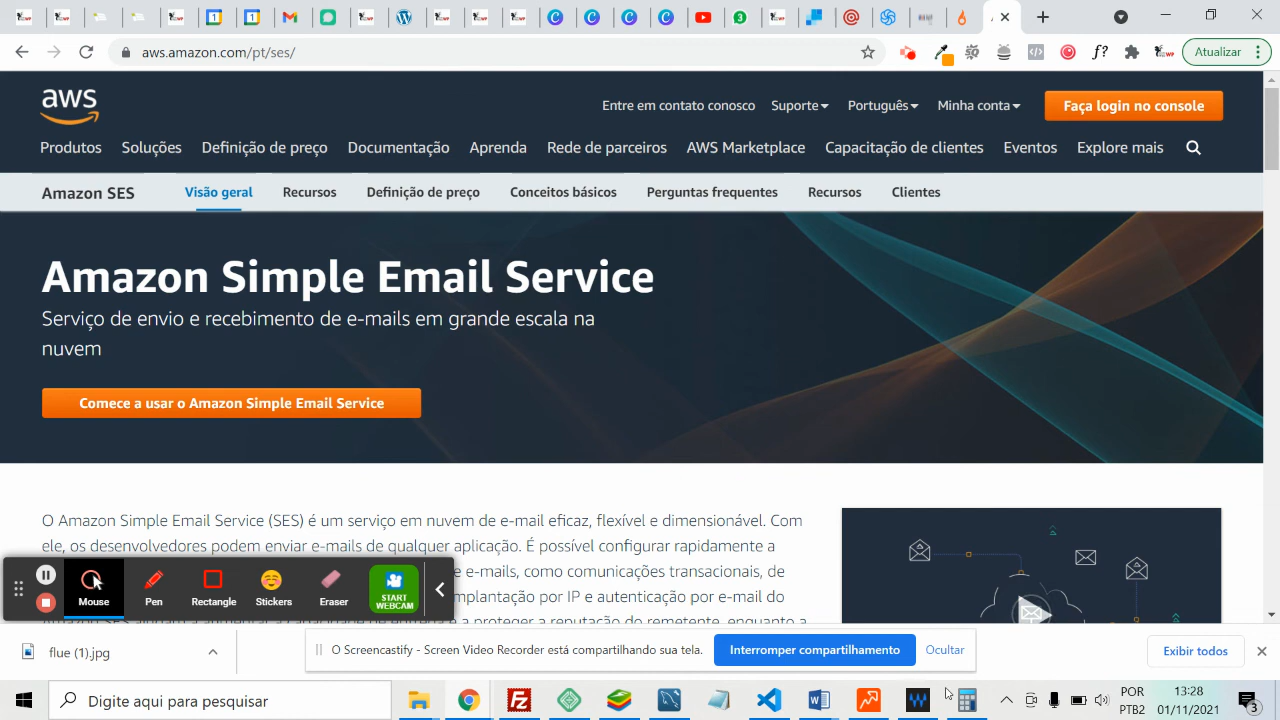 aws.amazon.com/pt/ses/
Atualizar
aws
Entre em contato conosco
Suporte
Português
Minha conta
Faça login no console
Produtos
Soluções
Definição de preço
Documentação
Aprenda
Rede de parceiros
AWS Marketplace
Capacitação de clientes
Eventos
Explore mais
Amazon SES
Visão geral
Recursos
Definição de preço
Conceitos básicos
Perguntas frequentes
Recursos
Clientes
Amazon Simple Email Service
Serviço de envio e recebimento de e-mails em grande escala na
nuvem
Comece a usar o Amazon Simple Email Service
O Amazon Simple Email Service (SES) é um serviço em nuvem de e-mail eficaz, flexível e dimensionável. Com
ele, os desenvolvedores podem enviar e-mails de qualquer aplicação. É possível configurar rapidamente a
e e-mails, como comunicações transacionais, de
mplantação por IP e autenticação por e-mail do
a proteger a reputação do remetente, enquanto a
Mouse
Pen
Rectangle
Stickers
Eraser
START
WEBCAM
flue (1).jpg
O Screencastify - Screen Video Recorder está compartilhando sua tela.
Interromper compartilhamento
Ocultar
Exibir todos
Digite aqui para pesquisar
POR
PTB2
13:28
01/11/2021
3